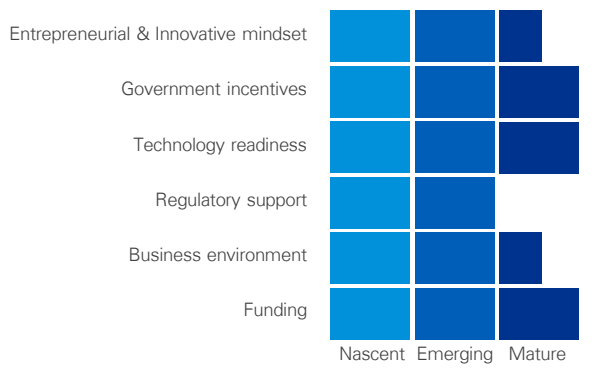 Entrepreneurial & Innovative mindset
Government incentives
Technology readiness
Regulatory support
Business environment
Funding
Nascent Emerging Mature